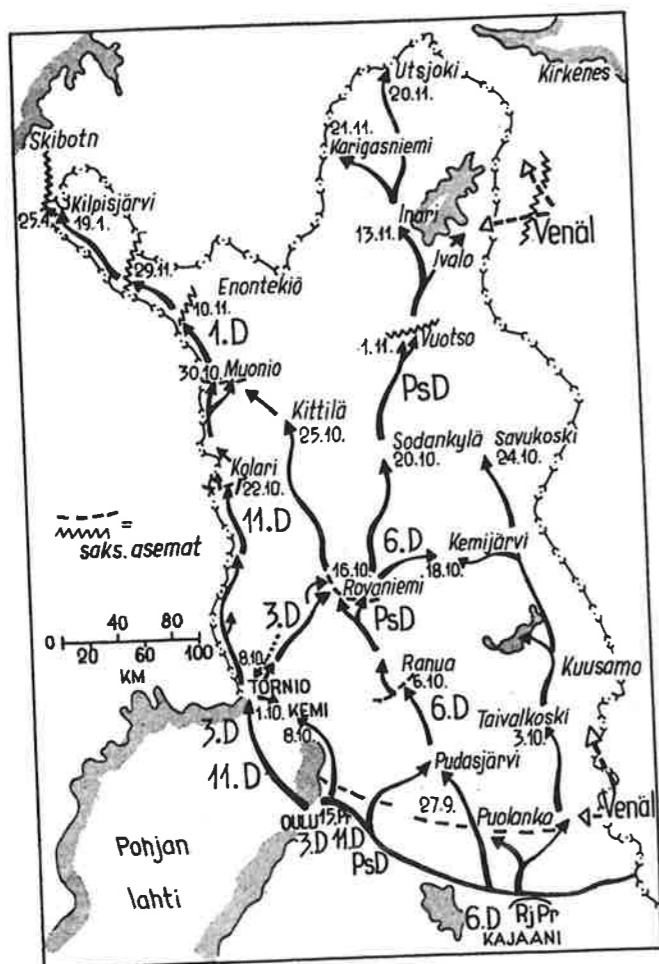 Utsjoki
20.11.
Kirkenes
Skibotn
21.11.
Karigasniemi
Kilpisjärvi
25.4.
19.1.
Inari
13.11.
Venäl
Ivalo
29.11.
Enontekiö
10.11.
1.D
1.11.
Vuotso
30.10.
Muonio
PsD
Kittilä
25.10.
Sodankylä
20.10.
Savukoski
24.10.
Kolari
22.10.
11.D
=
saks. asemat
6.D
Kemijärvi
18.10.
16.10.
Rovaniemi
0 40 80
20 60 100
KM
3.D
PsD
8.10.
Ranua
6.10.
Kuusamo
TORNIO
1.10.
KEMI
8.10.
3.D
6.D
Taivalkoski
3.10.
11.D
Pudasjärvi
27.9.
Puolanka
Venäl
OULU
15.Pr
3.D
11.D
PsD
Pohjan
lahti
6.D
RjPr
KAJAANI